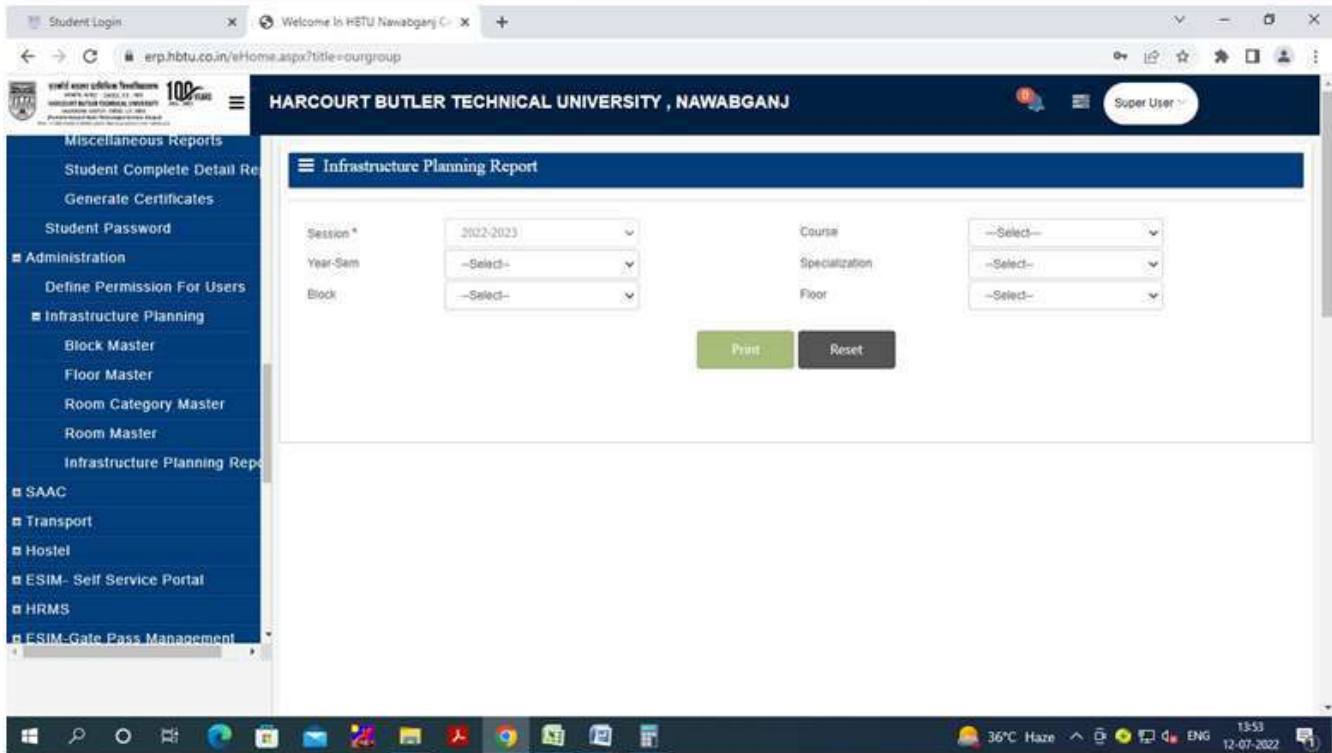 Student Login
Welcome In HBTU Nawabganj C
erp.hbtu.co.in/eHome.aspx?title=ourgroup
100 YEARS
HARCOURT BUTLER TECHNICAL UNIVERSITY , NAWABGANJ
0
Super User
Miscellaneous Reports
Student Complete Detail Re
Generate Certificates
Student Password
Administration
Define Permission For Users
Infrastructure Planning
Block Master
Floor Master
Room Category Master
Room Master
Infrastructure Planning Repo
SAAC
Transport
Hostel
ESIM- Self Service Portal
HRMS
ESIM-Gate Pass Management
Infrastructure Planning Report
Session * 2022-2023 Course ---Select---
Year-Sem --Select-- Specialization --Select--
Block --Select-- Floor --Select--
Print Reset
36°C Haze ENG 13:53
12-07-2022